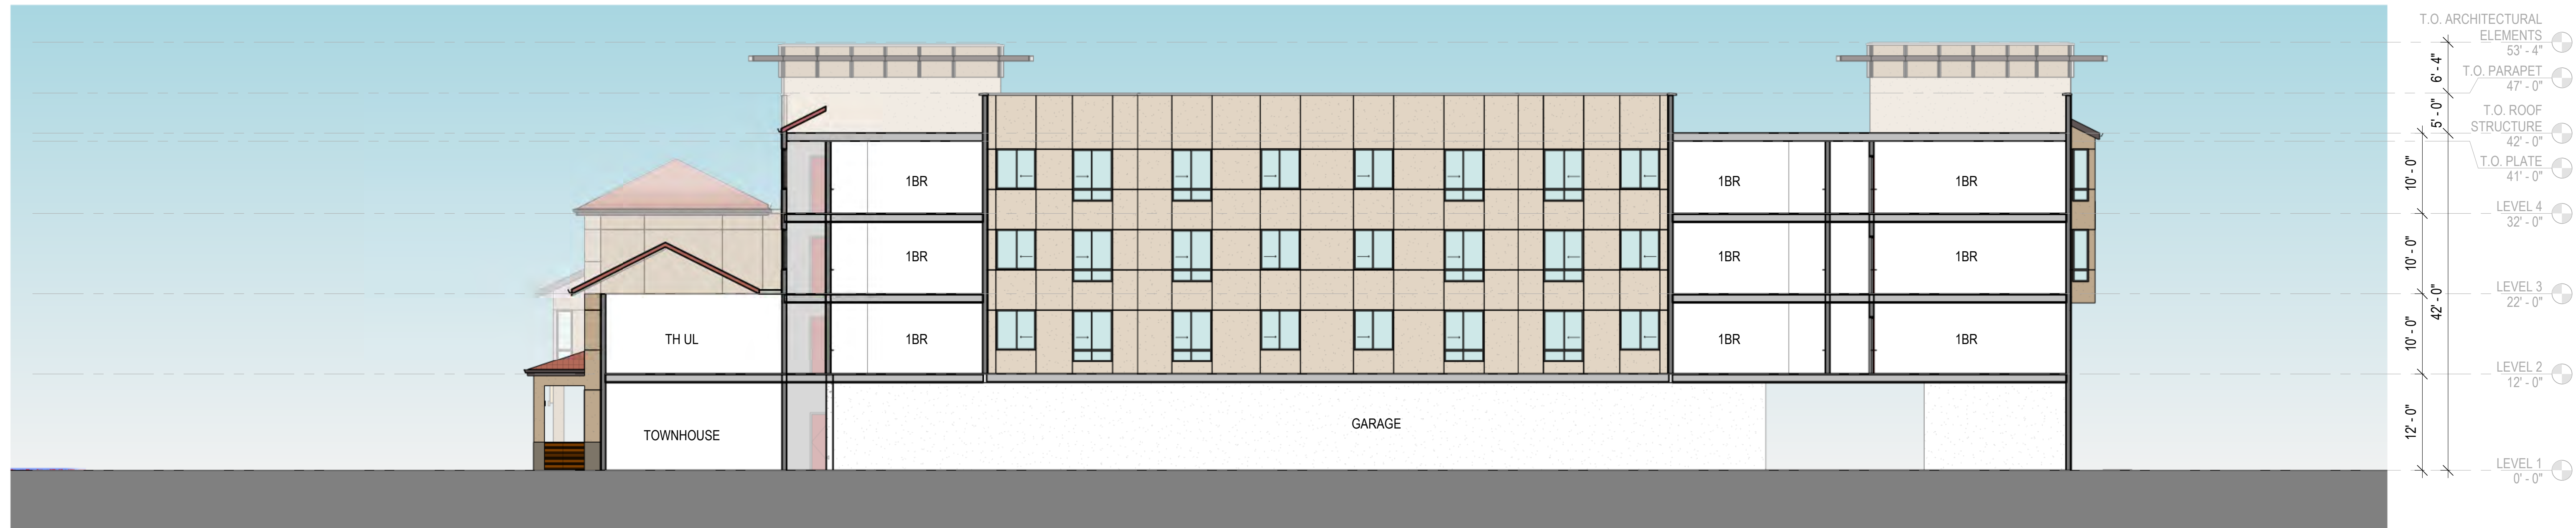 T.O. ARCHITECTURAL
ELEMENTS
53' - 4"
6' - 4"
T.O. PARAPET
47' - 0"
5' - 0"
T.O. ROOF
STRUCTURE
42' - 0"
T.O. PLATE
41' - 0"
1BR
1BR
1BR
10' - 0"
LEVEL 4
32' - 0"
1BR
1BR
1BR
10' - 0"
LEVEL 3
22' - 0"
42' - 0"
TH UL
1BR
1BR
1BR
10' - 0"
LEVEL 2
12' - 0"
TOWNHOUSE
GARAGE
12' - 0"
LEVEL 1
0' - 0"